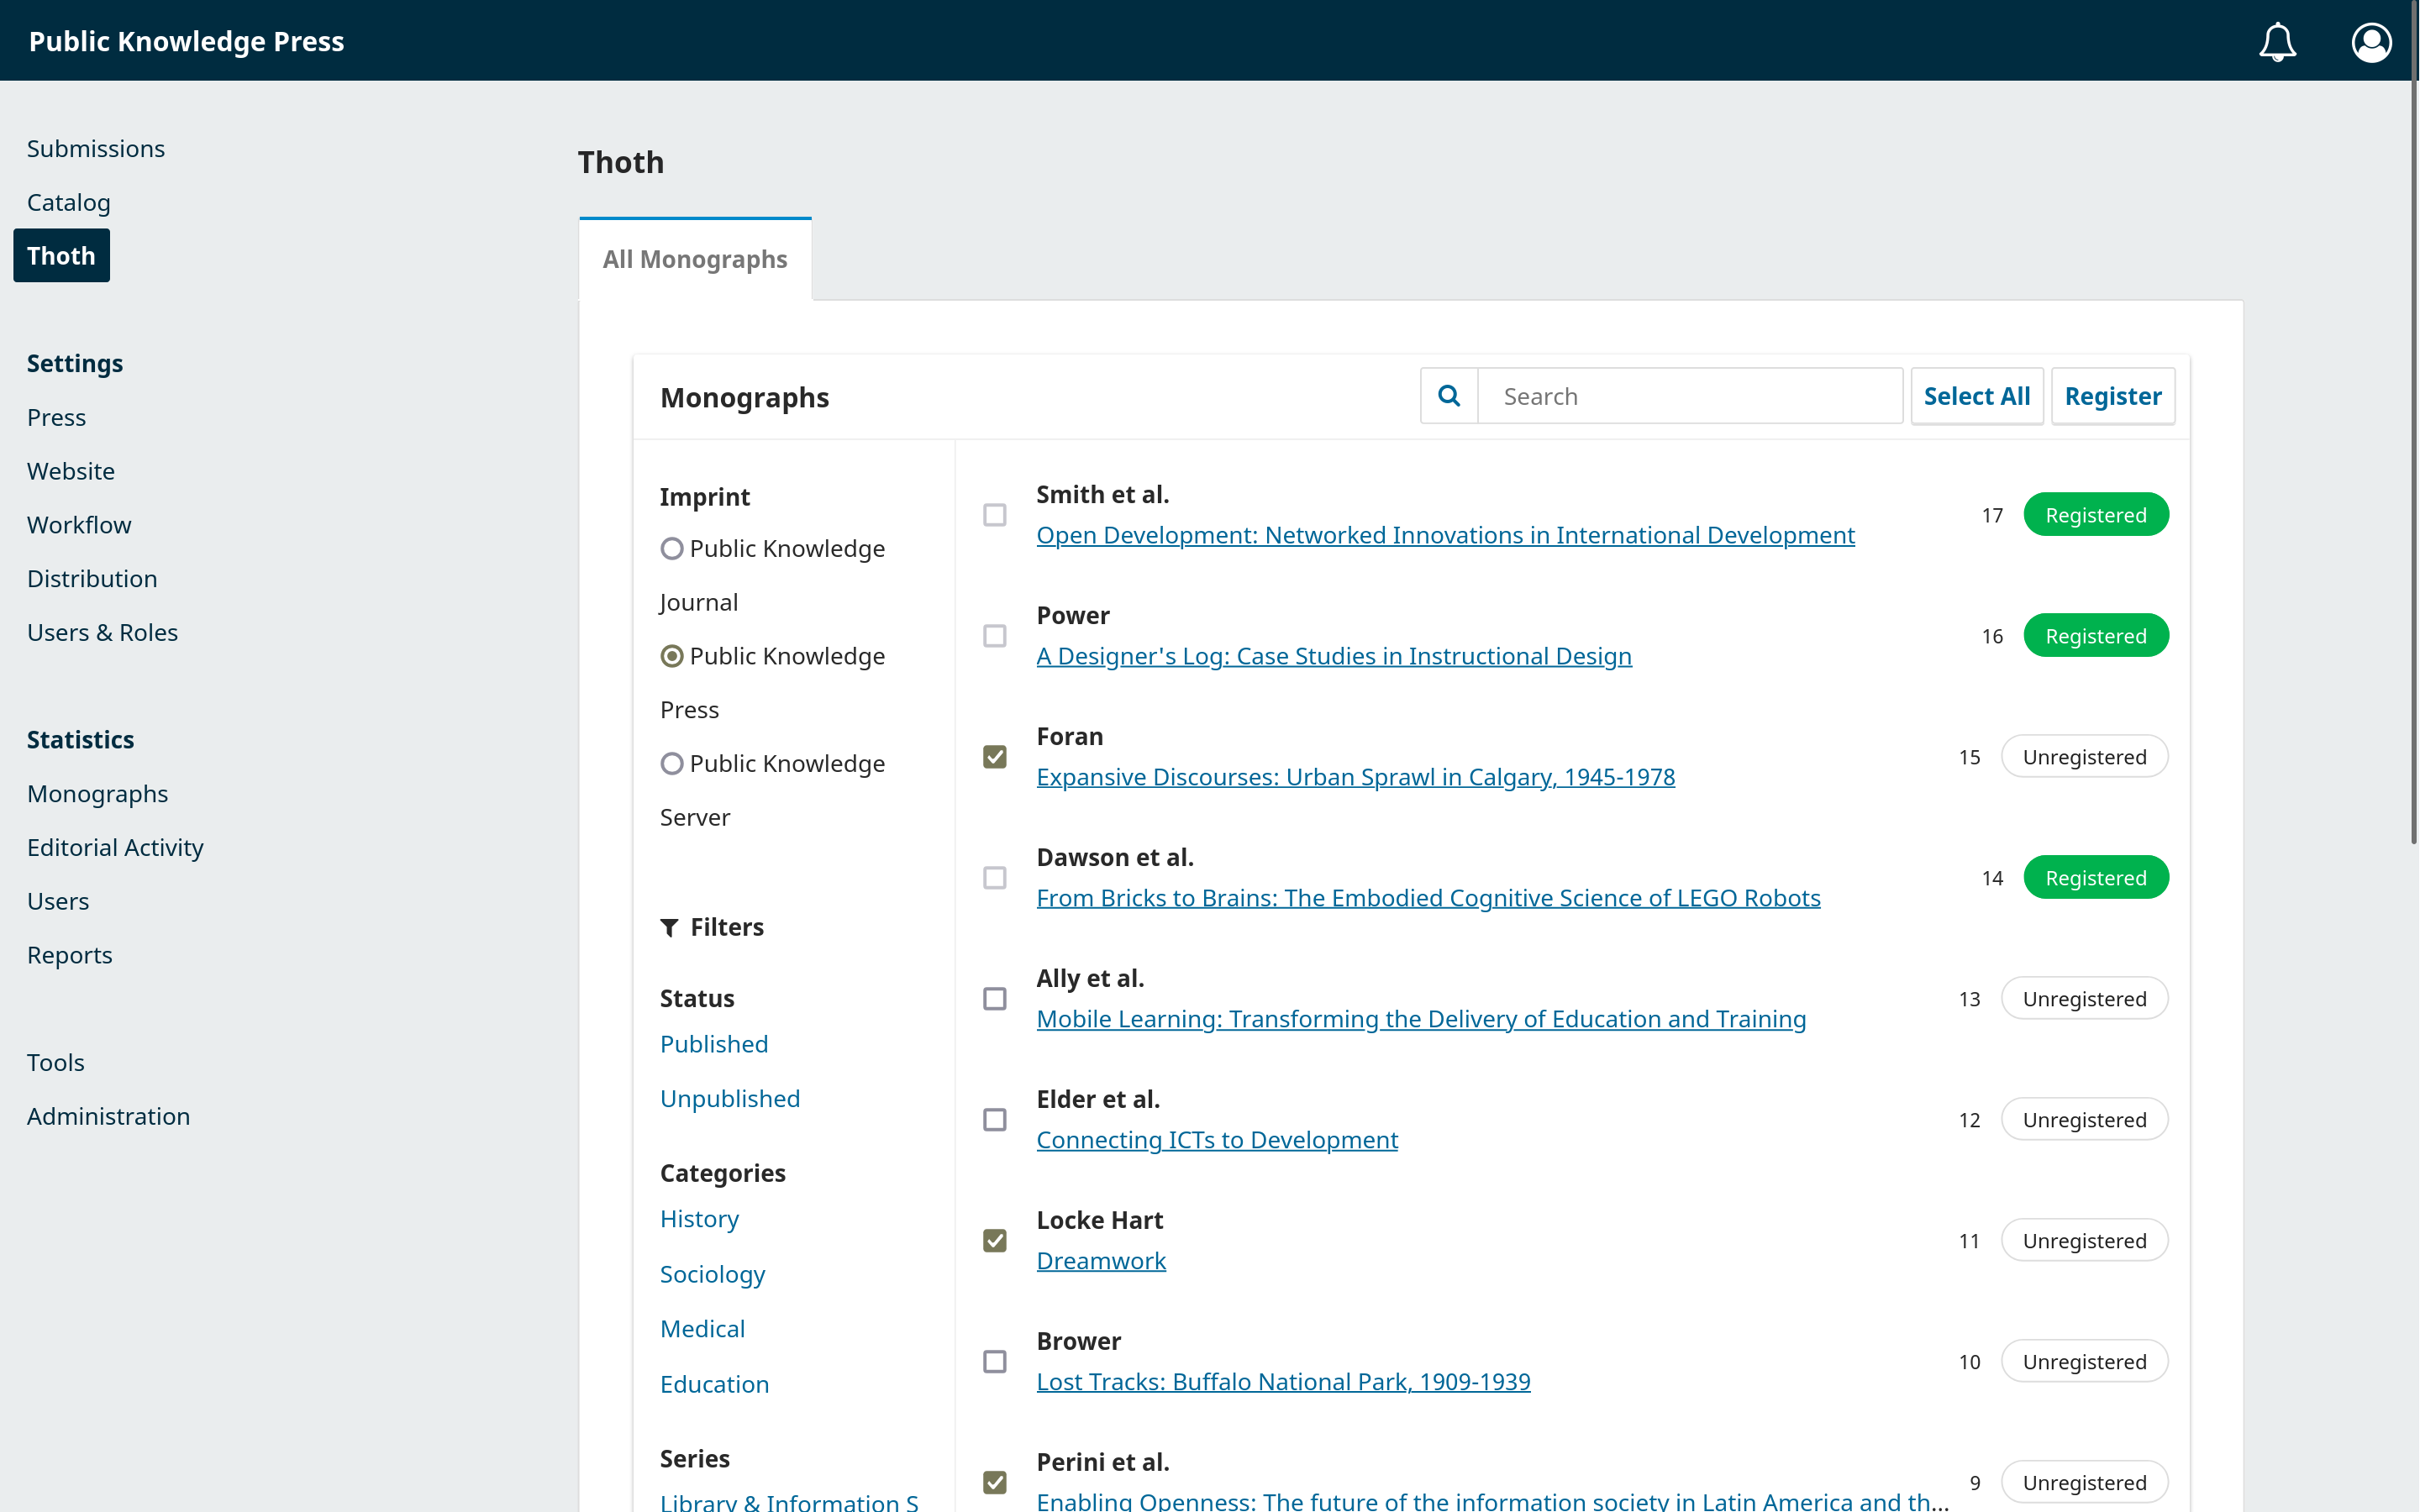 Public Knowledge Press
Submissions
Catalog
Thoth
Settings
Press
Website
Workflow
Distribution
Users & Roles
Statistics
Monographs
Editorial Activity
Users
Reports
Tools
Administration
Thoth
All Monographs
Monographs
Search
Select All
Register
Imprint
Public Knowledge
Journal
Public Knowledge
Press
Public Knowledge
Server
Filters
Status
Published
Unpublished
Categories
History
Sociology
Medical
Education
Series
Library & Information S
Smith et al.
Open Development: Networked Innovations in International Development
17 Registered
Power
A Designer's Log: Case Studies in Instructional Design
16 Registered
Foran
Expansive Discourses: Urban Sprawl in Calgary, 1945-1978
15 Unregistered
Dawson et al.
From Bricks to Brains: The Embodied Cognitive Science of LEGO Robots
14 Registered
Ally et al.
Mobile Learning: Transforming the Delivery of Education and Training
13 Unregistered
Elder et al.
Connecting ICTs to Development
12 Unregistered
Locke Hart
Dreamwork
11 Unregistered
Brower
Lost Tracks: Buffalo National Park, 1909-1939
10 Unregistered
Perini et al.
Enabling Openness: The future of the information society in Latin America and th...
9 Unregistered